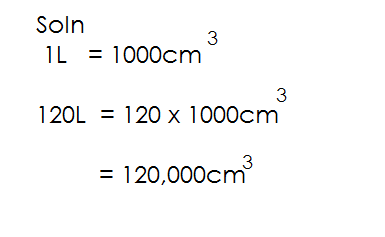 Soln
1L = 1000cm³
120L = 120 x 1000cm³
= 120,000cm³